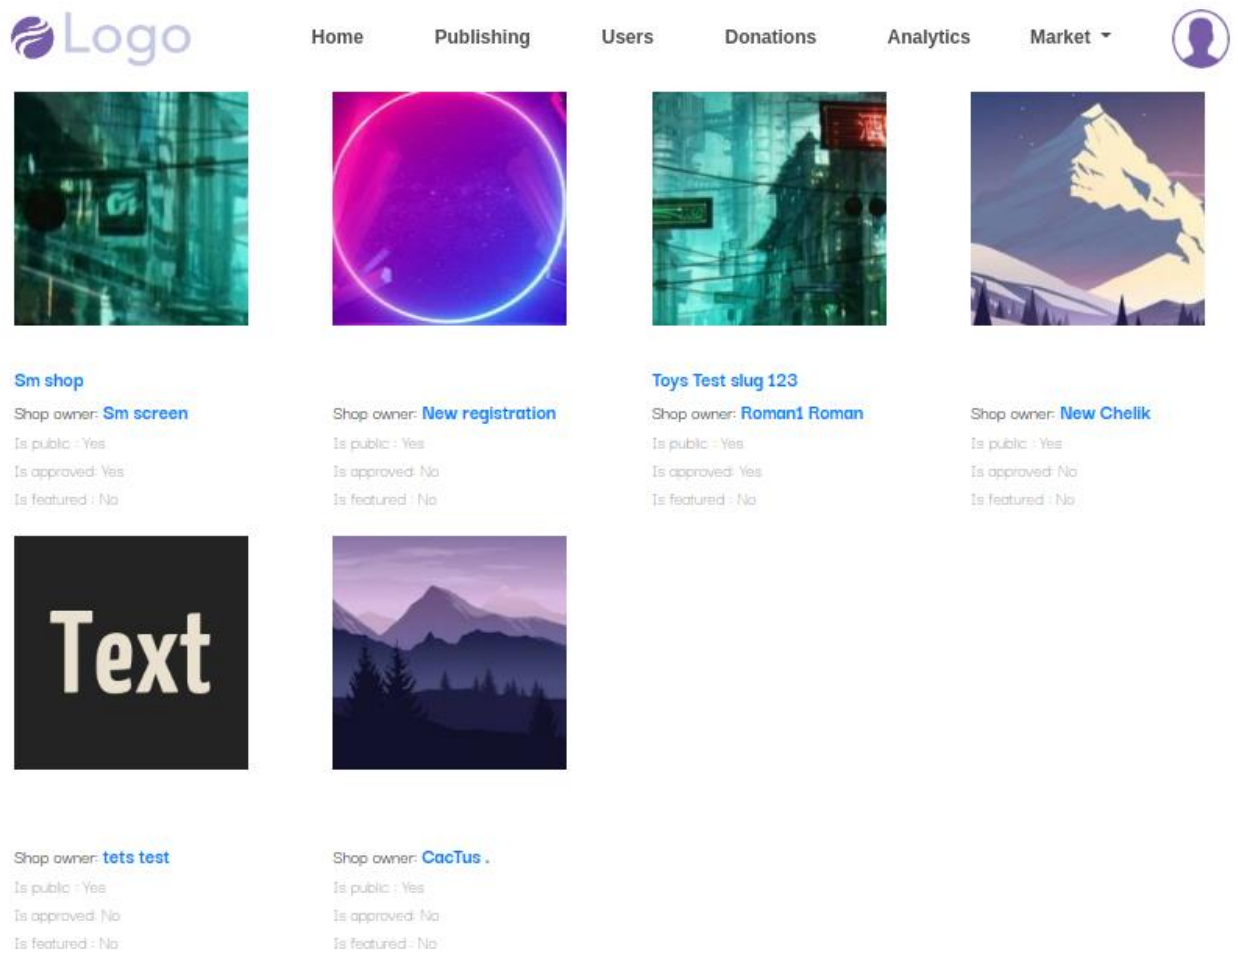 Logo Home Publishing Users Donations Analytics Market
酒
Sm shop
Toys Test slug 123
Shop owner: Sm screen
Shop owner: New registration
Shop owner: Roman1 Roman
Shop owner: New Chelik
Is public : Yes
Is public : Yes
Is public : Yes
Is public : Yes
Is approved: Yes
Is approved: No
Is approved: Yes
Is approved: No
Is featured : No
Is featured : No
Is featured : No
Is featured : No
Text
Shop owner: tets test
Shop owner: CacTus .
Is public : Yes
Is public : Yes
Is approved: No
Is approved: No
Is featured : No
Is featured : No